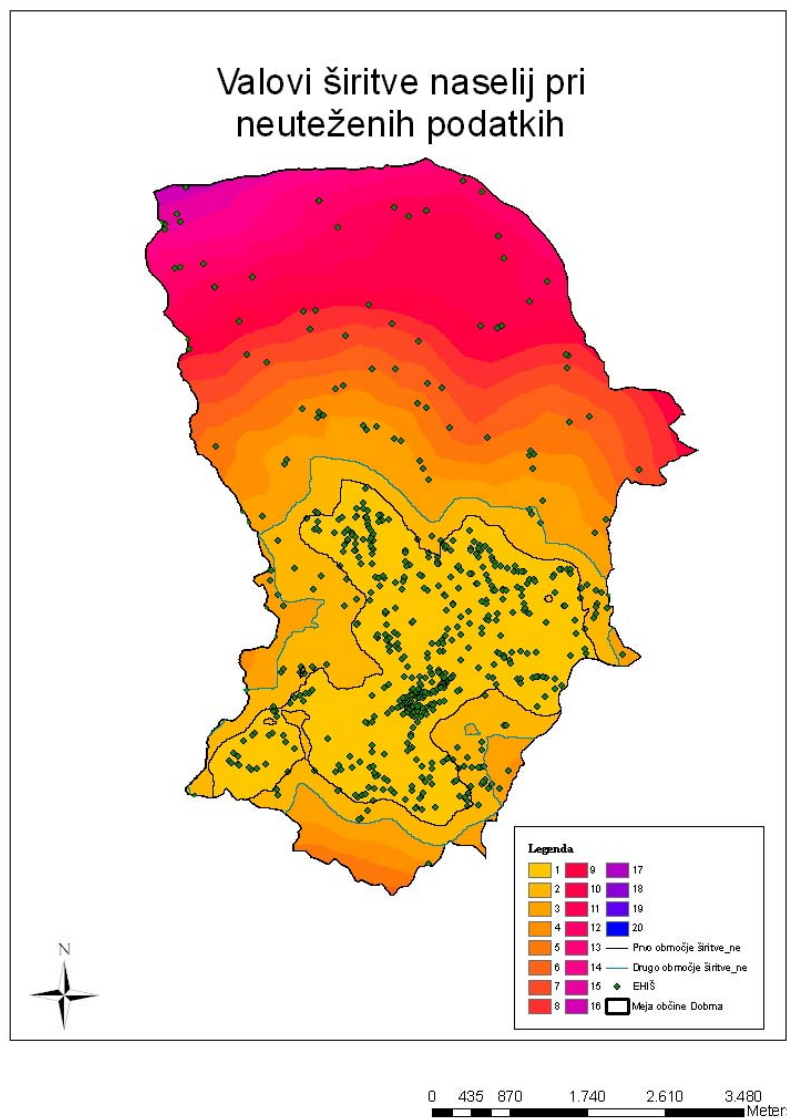 Valovi širitve naselij pri
neuteženih podatkih
Legenda
1 9 17
2 10 18
3 11 19
4 12 20
5 13 Prvo območje širitve_ne
6 14 Drugo območje širitve_ne
7 15 EHIŠ
8 16 Meja občine Dobrna
N
0 435 870 1.740 2.610 3.480
Meters